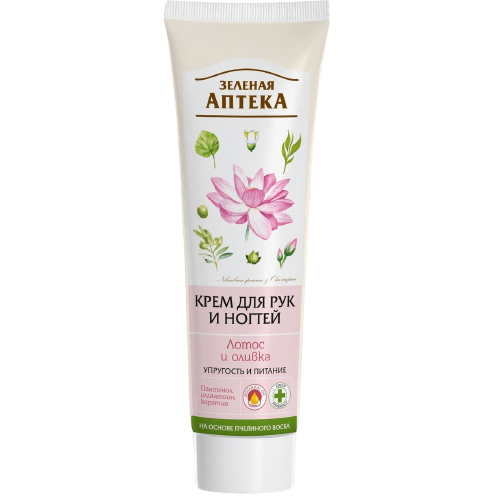 ЗЕЛЕНАЯ
АПТЕКА
КРЕМ ДЛЯ РУК
И НОГТЕЙ
Лотос
и оливка
УПРУГОСТЬ И ПИТАНИЕ
Пантенол,
аллантоин,
кератин
НА ОСНОВЕ ПЧЕЛИНОГО ВОСКА